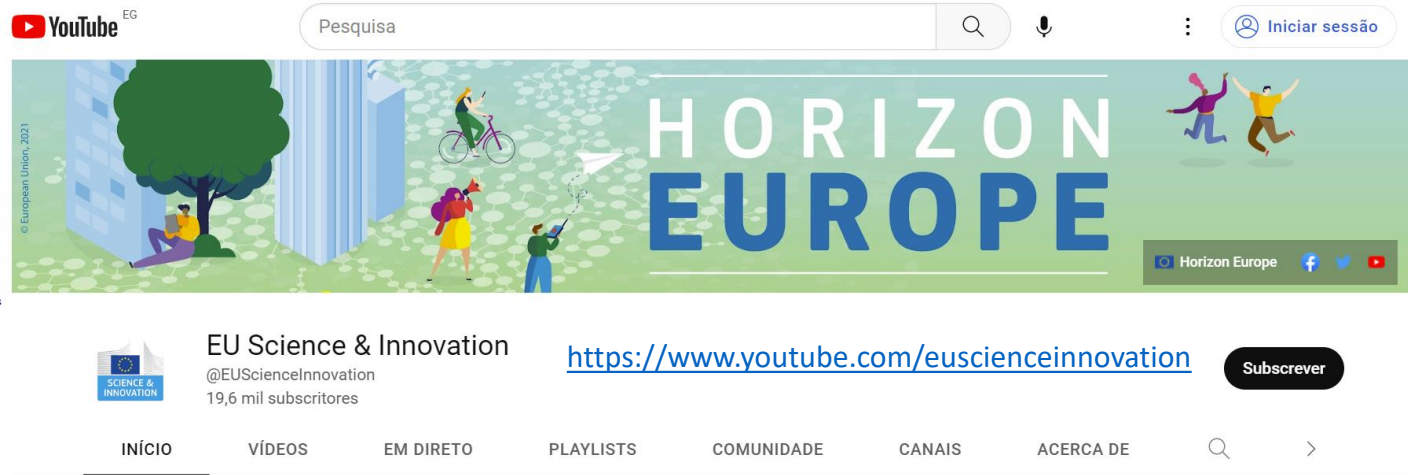 YouTube EG
Pesquisa
Iniciar sessão
© European Union, 2021
HORIZON
EUROPE
Horizon Europe
EU Science & Innovation
https://www.youtube.com/euscienceinnovation
Subscrever
@EUScienceInnovation
19,6 mil subscritores
SCIENCE &
INNOVATION
INÍCIO VÍDEOS EM DIRETO PLAYLISTS COMUNIDADE CANAIS ACERCA DE